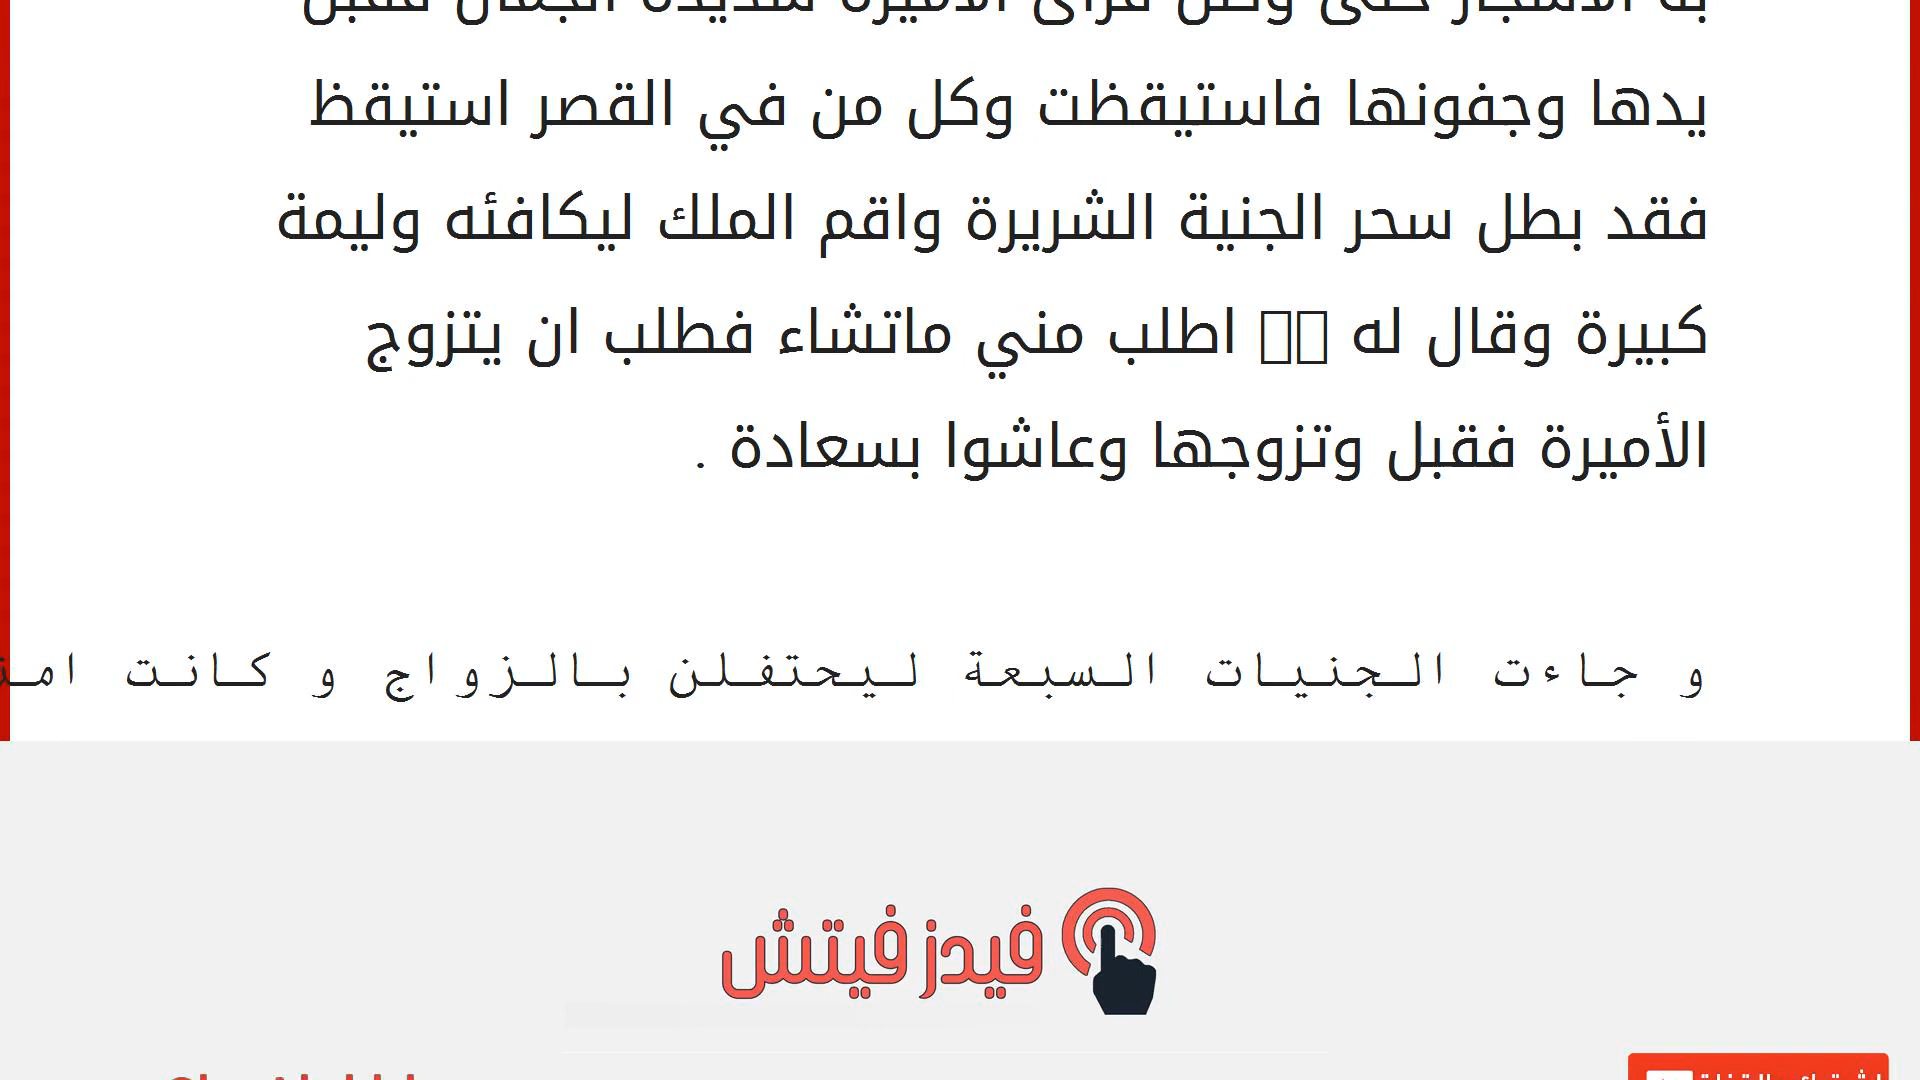 يدها وجفونها فاستيقظت وكل من في القصر استيقظ
فقد بطل سحر الجنية الشريرة واقم الملك ليكافئه وليمة
كبيرة وقال له اطلب مني ماتشاء فطلب ان يتزوج
الأميرة فقبل وتزوجها وعاشوا بسعادة .
و جاءت الجنيات السبعة ليحتفلن بالزواج و كانت
فيدز فيتش